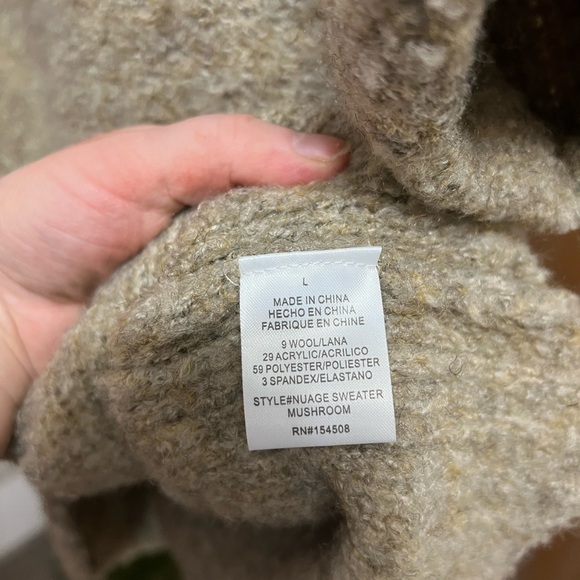 L
MADE IN CHINA
HECHO EN CHINA
FABRIQUE EN CHINE
9 WOOL/LANA
29 ACRYLIC/ACRILICO
59 POLYESTER/POLIESTER
3 SPANDEX/ELASTANO
STYLE#NUAGE SWEATER
MUSHROOM
RN#154508